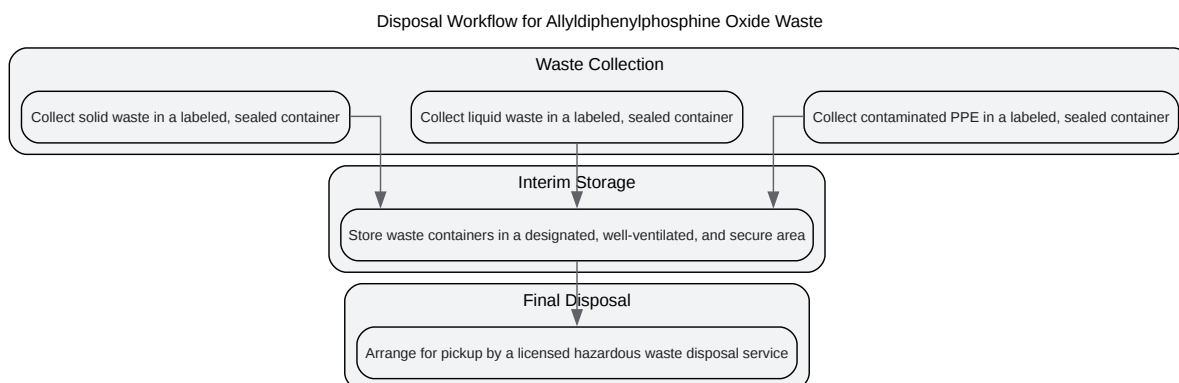 Disposal Workflow for Allyldiphenylphosphine Oxide Waste
Waste Collection
Collect solid waste in a labeled, sealed container
Collect liquid waste in a labeled, sealed container
Collect contaminated PPE in a labeled, sealed container
Interim Storage
Store waste containers in a designated, well-ventilated, and secure area
Final Disposal
Arrange for pickup by a licensed hazardous waste disposal service